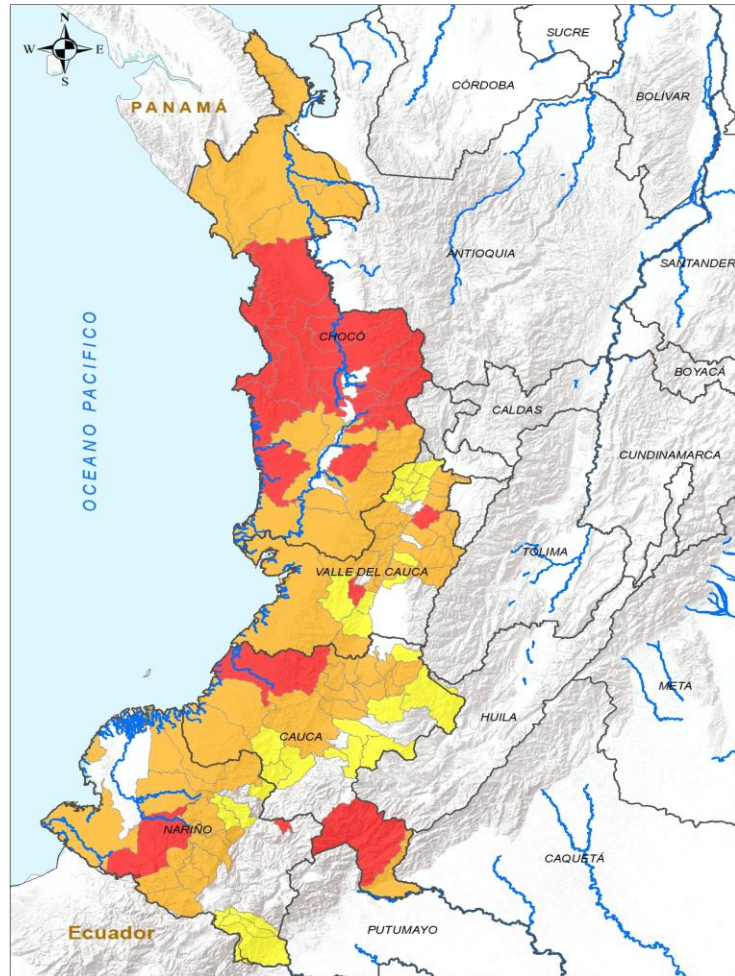 N
W E
S
PANAMÁ
SUCRE
CÓRDOBA
BOLÍVAR
ANTIOQUIA
SANTANDER
OCEANO PACIFICO
CHOCÓ
BOYACÁ
CALDAS
CUNDINAMARCA
TOLIMA
VALLE DEL CAUCA
META
HUILA
CAUCA
NARIÑO
CAQUETÁ
Ecuador
PUTUMAYO